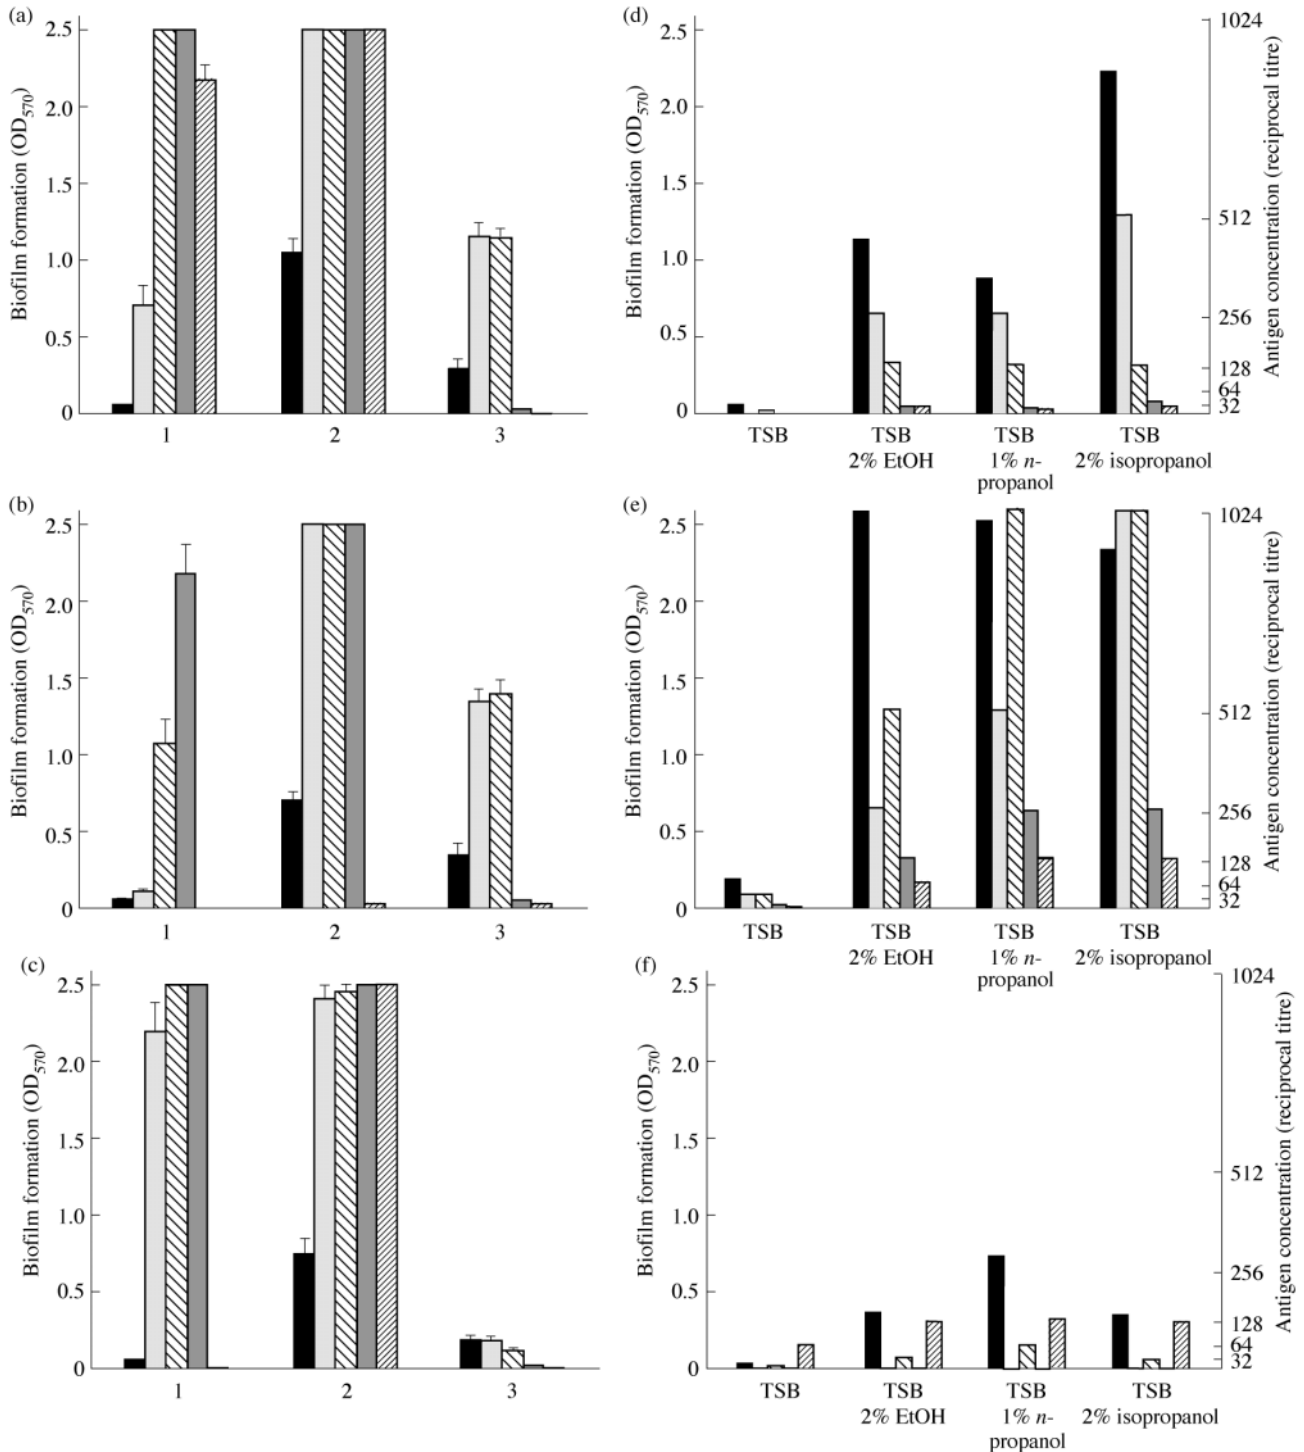 (a)
Biofilm formation (OD570)
2.5
2.0
1.5
1.0
0.5
0
1
2
3
(d)
Biofilm formation (OD570)
2.5
2.0
1.5
1.0
0.5
0
TSB
TSB
2% EtOH
TSB
1% n-
propanol
TSB
2% isopropanol
1024
512
256
128
64
32
Antigen concentration (reciprocal titre)
(b)
Biofilm formation (OD570)
2.5
2.0
1.5
1.0
0.5
0
1
2
3
(e)
Biofilm formation (OD570)
2.5
2.0
1.5
1.0
0.5
0
TSB
TSB
2% EtOH
TSB
1% n-
propanol
TSB
2% isopropanol
1024
512
256
128
64
32
Antigen concentration (reciprocal titre)
(c)
Biofilm formation (OD570)
2.5
2.0
1.5
1.0
0.5
0
1
2
3
(f)
Biofilm formation (OD570)
2.5
2.0
1.5
1.0
0.5
0
TSB
TSB
2% EtOH
TSB
1% n-
propanol
TSB
2% isopropanol
1024
512
256
128
64
32
Antigen concentration (reciprocal titre)